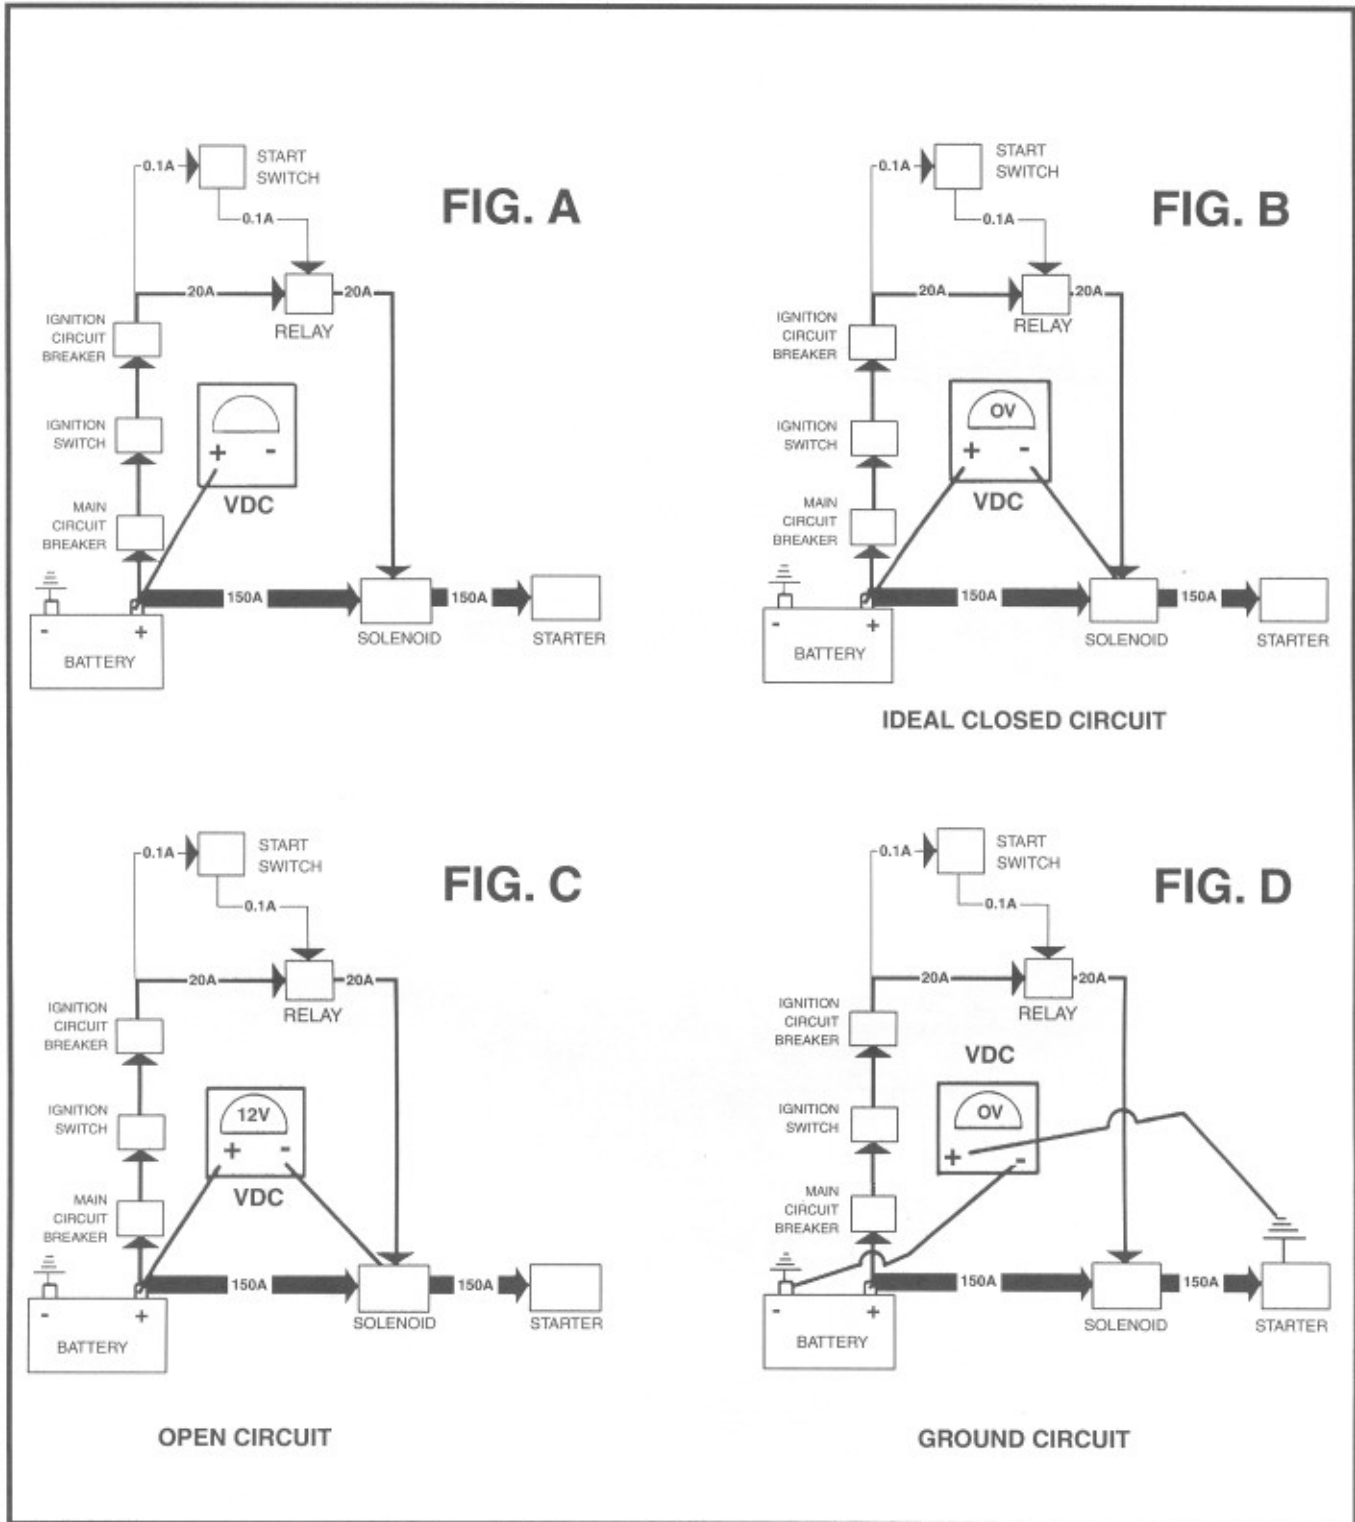 FIG. A
0.1A
START
SWITCH
0.1A
20A
20A
RELAY
IGNITION
CIRCUIT
BREAKER
IGNITION
SWITCH
MAIN
CIRCUIT
BREAKER
+ -
VDC
150A
150A
- +
BATTERY
SOLENOID
STARTER
FIG. B
0.1A
START
SWITCH
0.1A
20A
20A
RELAY
IGNITION
CIRCUIT
BREAKER
IGNITION
SWITCH
MAIN
CIRCUIT
BREAKER
OV
+ -
VDC
150A
150A
- +
BATTERY
SOLENOID
STARTER
IDEAL CLOSED CIRCUIT
FIG. C
0.1A
START
SWITCH
0.1A
20A
20A
RELAY
IGNITION
CIRCUIT
BREAKER
IGNITION
SWITCH
MAIN
CIRCUIT
BREAKER
12V
+ -
VDC
150A
150A
- +
BATTERY
SOLENOID
STARTER
OPEN CIRCUIT
FIG. D
0.1A
START
SWITCH
0.1A
20A
20A
RELAY
IGNITION
CIRCUIT
BREAKER
VDC
IGNITION
SWITCH
MAIN
CIRCUIT
BREAKER
OV
+ -
150A
150A
- +
BATTERY
SOLENOID
STARTER
GROUND CIRCUIT